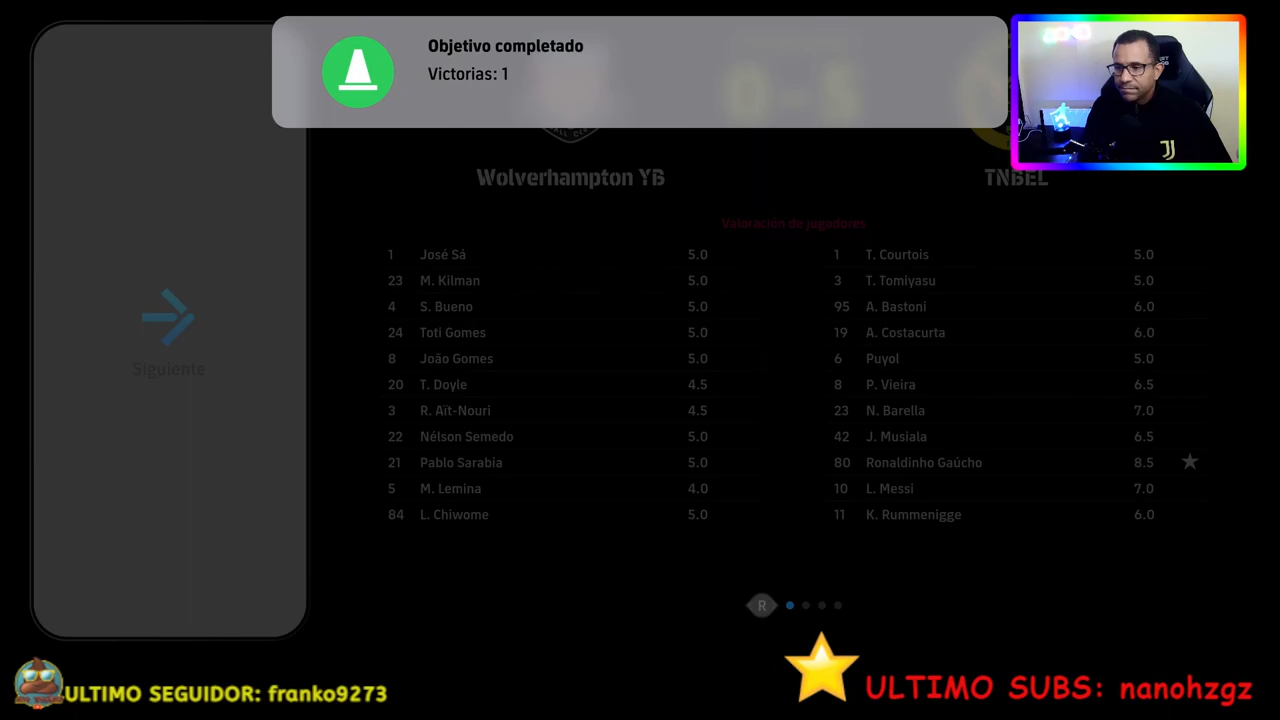 Objetivo completado
Victorias: 1
0 - 5
Wolverhampton YB
TNBEL
Valoración de jugadores
1 José Sá 5.0
23 M. Kilman 5.0
4 S. Bueno 5.0
24 Toti Gomes 5.0
8 João Gomes 5.0
20 T. Doyle 4.5
3 R. Aït-Nouri 4.5
22 Nélson Semedo 5.0
21 Pablo Sarabia 5.0
5 M. Lemina 4.0
84 L. Chiwome 5.0
1 T. Courtois 5.0
3 T. Tomiyasu 5.0
95 A. Bastoni 6.0
19 A. Costacurta 6.0
6 Puyol 5.0
8 P. Vieira 6.5
23 N. Barella 7.0
42 J. Musiala 6.5
80 Ronaldinho Gaúcho 8.5
10 L. Messi 7.0
11 K. Rummenigge 6.0
Siguiente
R
ULTIMO SEGUIDOR: franko9273
ULTIMO SUBS: nanohzgz